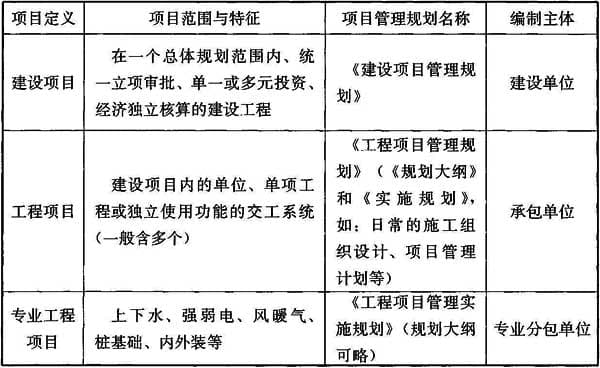 项目定义
项目范围与特征
项目管理规划名称
编制主体
建设项目
在一个总体规划范围内、统
一立项审批、单一或多元投资、
经济独立核算的建设工程
《建设项目管理规
划》
建设单位
工程项目
建设项目内的单位、单项工
程或独立使用功能的交工系统
(一般含多个)
《工程项目管理规
划》(《规划大纲》
和《实施规划》,
如:日常的施工组
织设计、项目管理
计划等)
承包单位
专业工程
项目
上下水、强弱电、风暖气、
桩基础、内外装等
《工程项目管理实
施规划》(规划大纲
可略)
专业分包单位